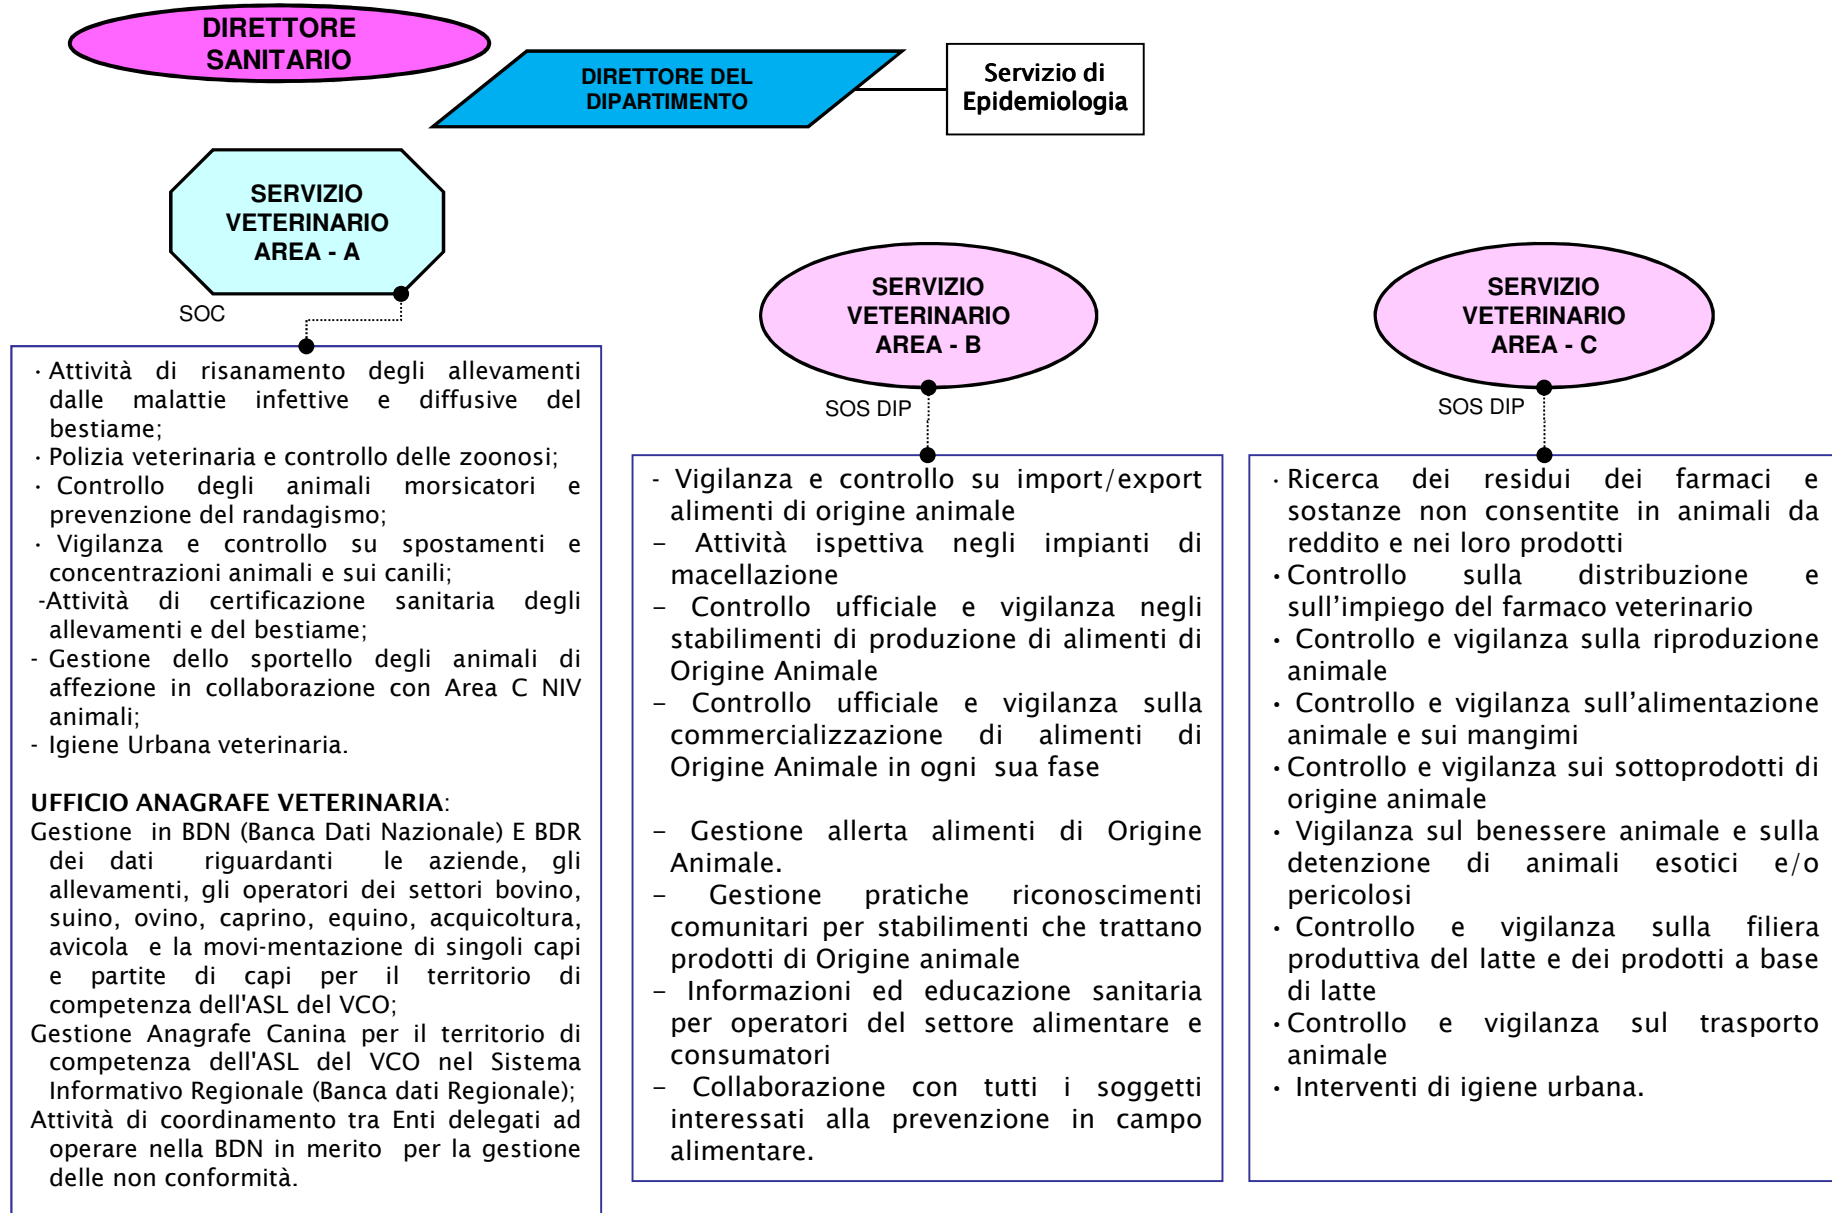 DIRETTORE
SANITARIO
DIRETTORE DEL
DIPARTIMENTO
Servizio di
Epidemiologia
SERVIZIO
VETERINARIO
AREA - A
SOC
· Attività di risanamento degli allevamenti
dalle malattie infettive e diffusive del
bestiame;
· Polizia veterinaria e controllo delle zoonosi;
· Controllo degli animali morsicatori e
prevenzione del randagismo;
· Vigilanza e controllo su spostamenti e
concentrazioni animali e sui canili;
-Attività di certificazione sanitaria degli
allevamenti e del bestiame;
- Gestione dello sportello degli animali di
affezione in collaborazione con Area C NIV
animali;
- Igiene Urbana veterinaria.
UFFICIO ANAGRAFE VETERINARIA:
Gestione in BDN (Banca Dati Nazionale) E BDR
dei dati riguardanti le aziende, gli
allevamenti, gli operatori dei settori bovino,
suino, ovino, caprino, equino, acquicoltura,
avicola e la movi-mentazione di singoli capi
e partite di capi per il territorio di
competenza dell'ASL del VCO;
Gestione Anagrafe Canina per il territorio di
competenza dell'ASL del VCO nel Sistema
Informativo Regionale (Banca dati Regionale);
Attività di coordinamento tra Enti delegati ad
operare nella BDN in merito per la gestione
delle non conformità.
SERVIZIO
VETERINARIO
AREA - B
SOS DIP
- Vigilanza e controllo su import/export
alimenti di origine animale
– Attività ispettiva negli impianti di
macellazione
– Controllo ufficiale e vigilanza negli
stabilimenti di produzione di alimenti di
Origine Animale
– Controllo ufficiale e vigilanza sulla
commercializzazione di alimenti di
Origine Animale in ogni sua fase
– Gestione allerta alimenti di Origine
Animale.
– Gestione pratiche riconoscimenti
comunitari per stabilimenti che trattano
prodotti di Origine animale
– Informazioni ed educazione sanitaria
per operatori del settore alimentare e
consumatori
– Collaborazione con tutti i soggetti
interessati alla prevenzione in campo
alimentare.
SERVIZIO
VETERINARIO
AREA - C
SOS DIP
· Ricerca dei residui dei farmaci e
sostanze non consentite in animali da
reddito e nei loro prodotti
· Controllo sulla distribuzione e
sull’impiego del farmaco veterinario
· Controllo e vigilanza sulla riproduzione
animale
· Controllo e vigilanza sull’alimentazione
animale e sui mangimi
· Controllo e vigilanza sui sottoprodotti di
origine animale
· Vigilanza sul benessere animale e sulla
detenzione di animali esotici e/o
pericolosi
· Controllo e vigilanza sulla filiera
produttiva del latte e dei prodotti a base
di latte
· Controllo e vigilanza sul trasporto
animale
· Interventi di igiene urbana.